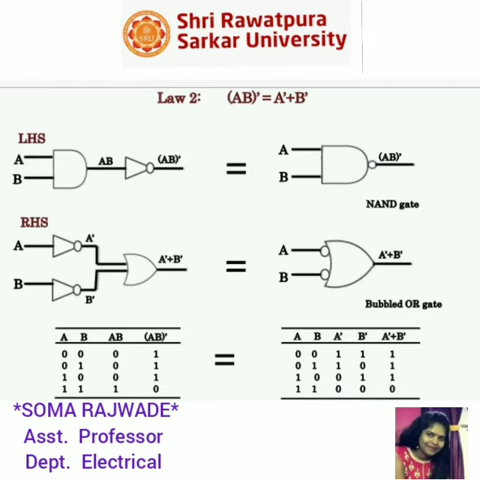 SRU
Shri Rawatpura
Sarkar University
Law 2: (AB)' = A'+B'
LHS
A
B
AB
(AB)'
=
A
B
(AB)'
NAND gate
RHS
A
A'
B
B'
A'+B'
=
A
B
A'+B'
Bubbled OR gate
A B AB (AB)'
0 0 0 1
0 1 0 1
1 0 0 1
1 1 1 0
=
A B A' B' A'+B'
0 0 1 1 1
0 1 1 0 1
1 0 0 1 1
1 1 0 0 0
*SOMA RAJWADE*
Asst. Professor
Dept. Electrical